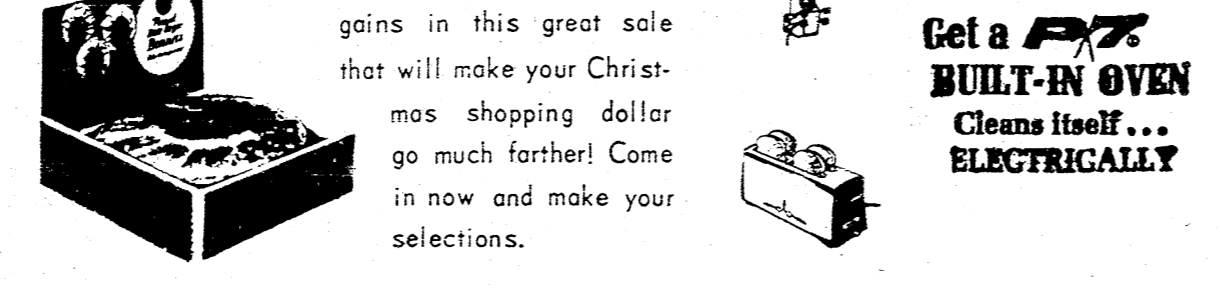 gains in this great sale
that will make your Christ-
mas shopping dollar
go much farther! Come
in now and make your
selections.
Get a P*7®
BUILT-IN OVEN
Cleans itself...
ELECTRICALLY